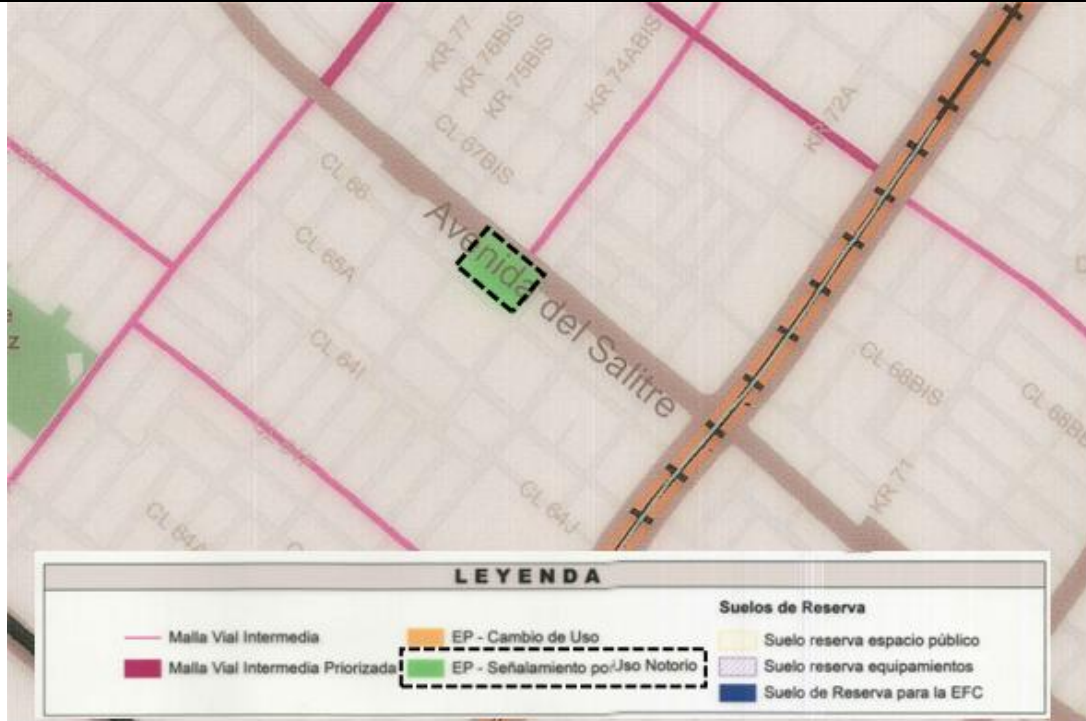 KR 77
KR 76BIS
KR 75BIS
KR 74ABIS
KR 72A
CL 67BIS
CL 66
CL 65A
CL 64I
Avenida del Salitre
CL 68BIS
KR 71
CL 64J
LEYENDA
Malla Vial Intermedia
Malla Vial Intermedia Priorizada
EP - Cambio de Uso
EP - Señalamiento por Uso Notorio
Suelos de Reserva
Suelo reserva espacio público
Suelo reserva equipamientos
Suelo de Reserva para la EFC